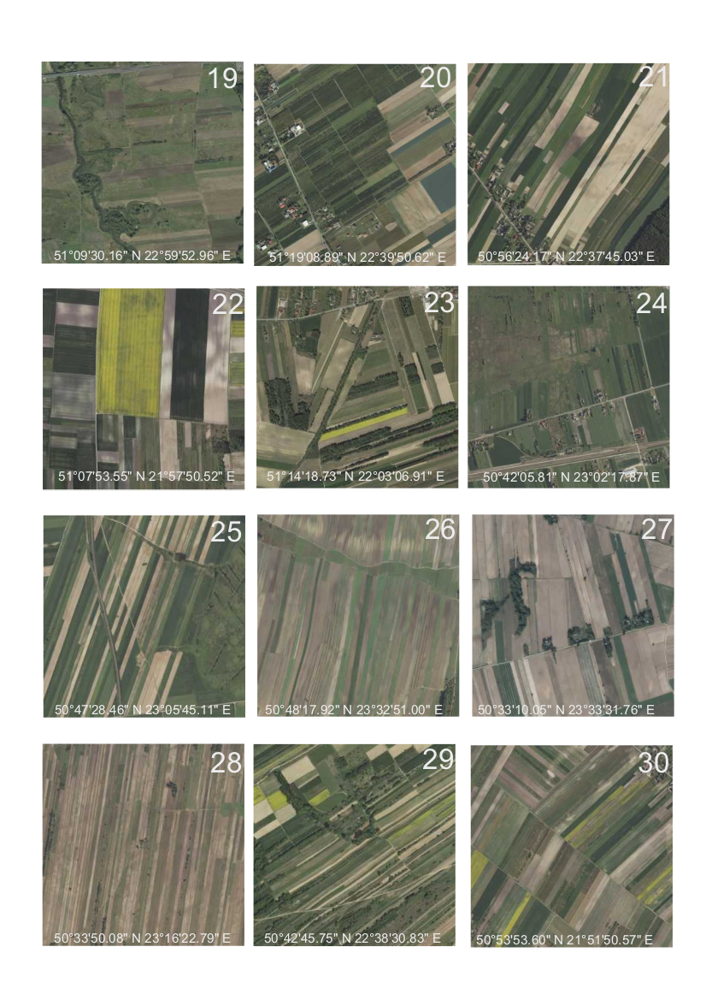 19
51°09'30.16" N 22°59'52.96" E
20
51°19'08.89" N 22°39'50.62" E
21
50°56'24.17" N 22°37'45.03" E
22
51°07'53.55" N 21°57'50.52" E
23
51°14'18.73" N 22°03'06.91" E
24
50°42'05.81" N 23°02'17.87" E
25
50°47'28.46" N 23°05'45.11" E
26
50°48'17.92" N 23°32'51.00" E
27
50°33'10.05" N 23°33'31.76" E
28
50°33'50.08" N 23°16'22.79" E
29
50°42'45.75" N 22°38'30.83" E
30
50°53'53.60" N 21°51'50.57" E